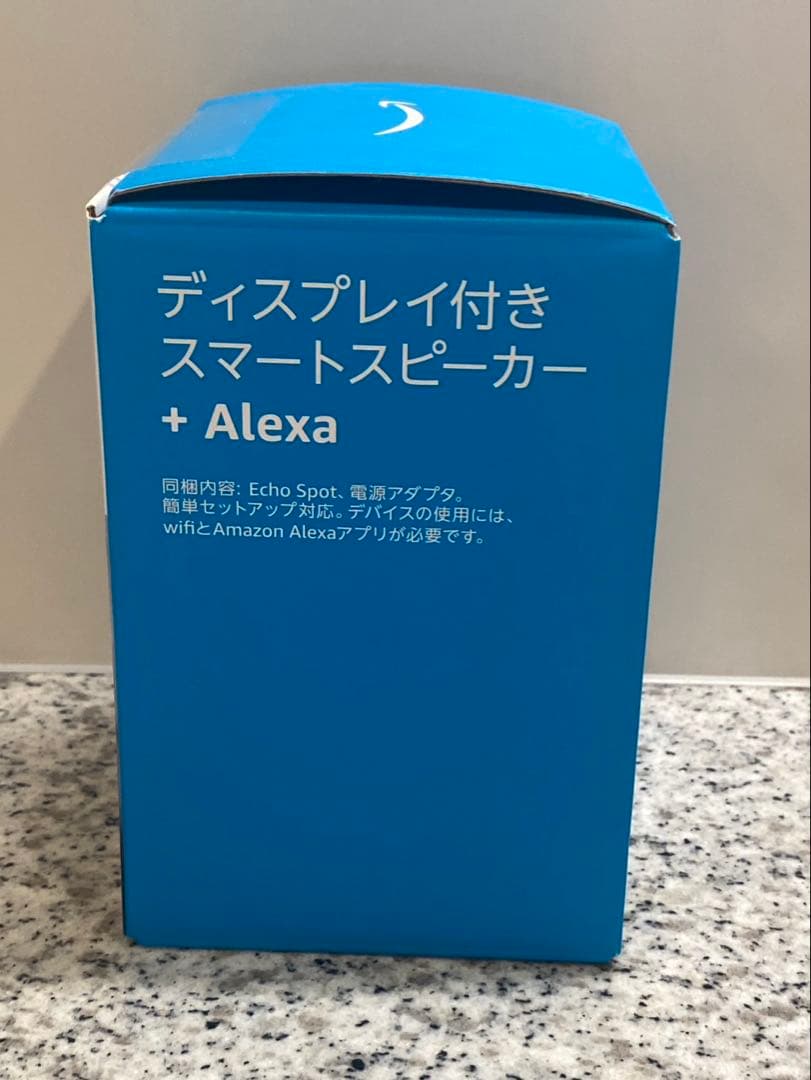 ディスプレイ付き
スマートスピーカー
+ Alexa
同梱内容: Echo Spot、電源アダプタ。
簡単セットアップ対応。デバイスの使用には、
wifiとAmazon Alexaアプリが必要です。